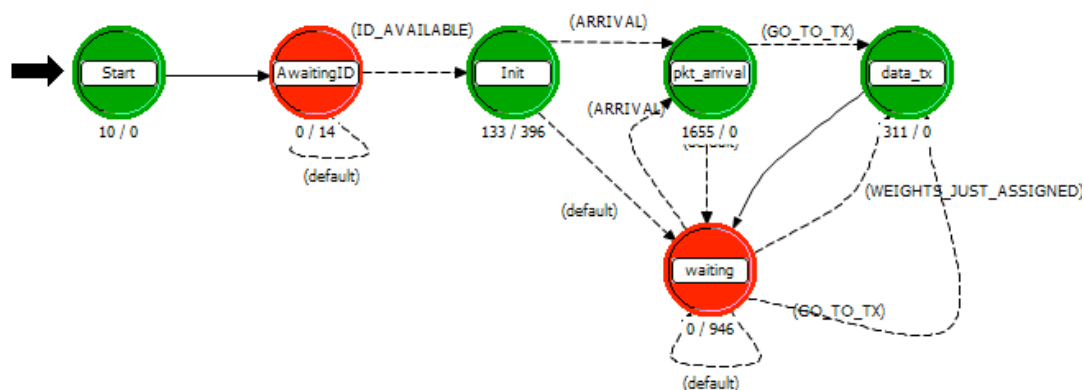 (ID_AVAILABLE)
(ARRIVAL)
(GO_TO_TX)
Start
AwaitingID
Init
pkt_arrival
data_tx
(ARRIVAL)
10 / 0
0 / 14
133 / 396
1655 / 0
311 / 0
(default)
(default)
(default)
(WEIGHTS_JUST_ASSIGNED)
waiting
(GO_TO_TX)
0 / 946
(default)